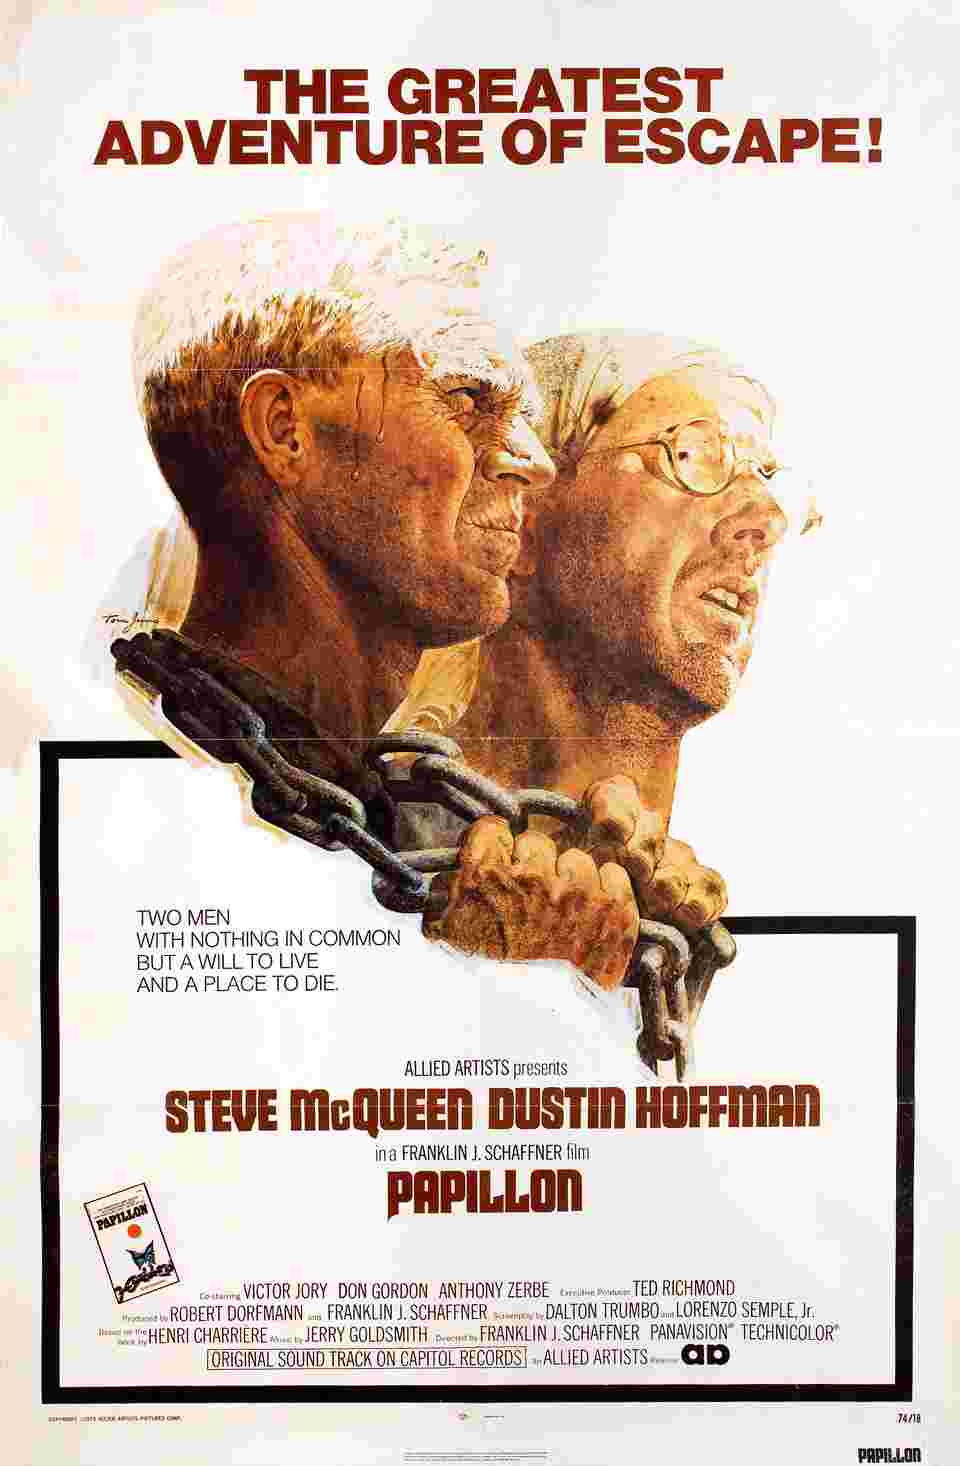 THE GREATEST
ADVENTURE OF ESCAPE!
TWO MEN
WITH NOTHING IN COMMON
BUT A WILL TO LIVE
AND A PLACE TO DIE.
ALLIED ARTISTS presents
STEVE McQUEEN DUSTIN HOFFMAN
in a FRANKLIN J. SCHAFFNER film
PAPILLON
PAPILLON
Co-starring VICTOR JORY DON GORDON ANTHONY ZERBE Executive Producer TED RICHMOND
Produced by ROBERT DORFMANN and FRANKLIN J. SCHAFFNER Screenplay by DALTON TRUMBO and LORENZO SEMPLE, Jr.
Based on the book by HENRI CHARRIÈRE Music by JERRY GOLDSMITH Directed by FRANKLIN J. SCHAFFNER PANAVISION® TECHNICOLOR®
ORIGINAL SOUND TRACK ON CAPITOL RECORDS An ALLIED ARTISTS Release
74/18
PAPILLON